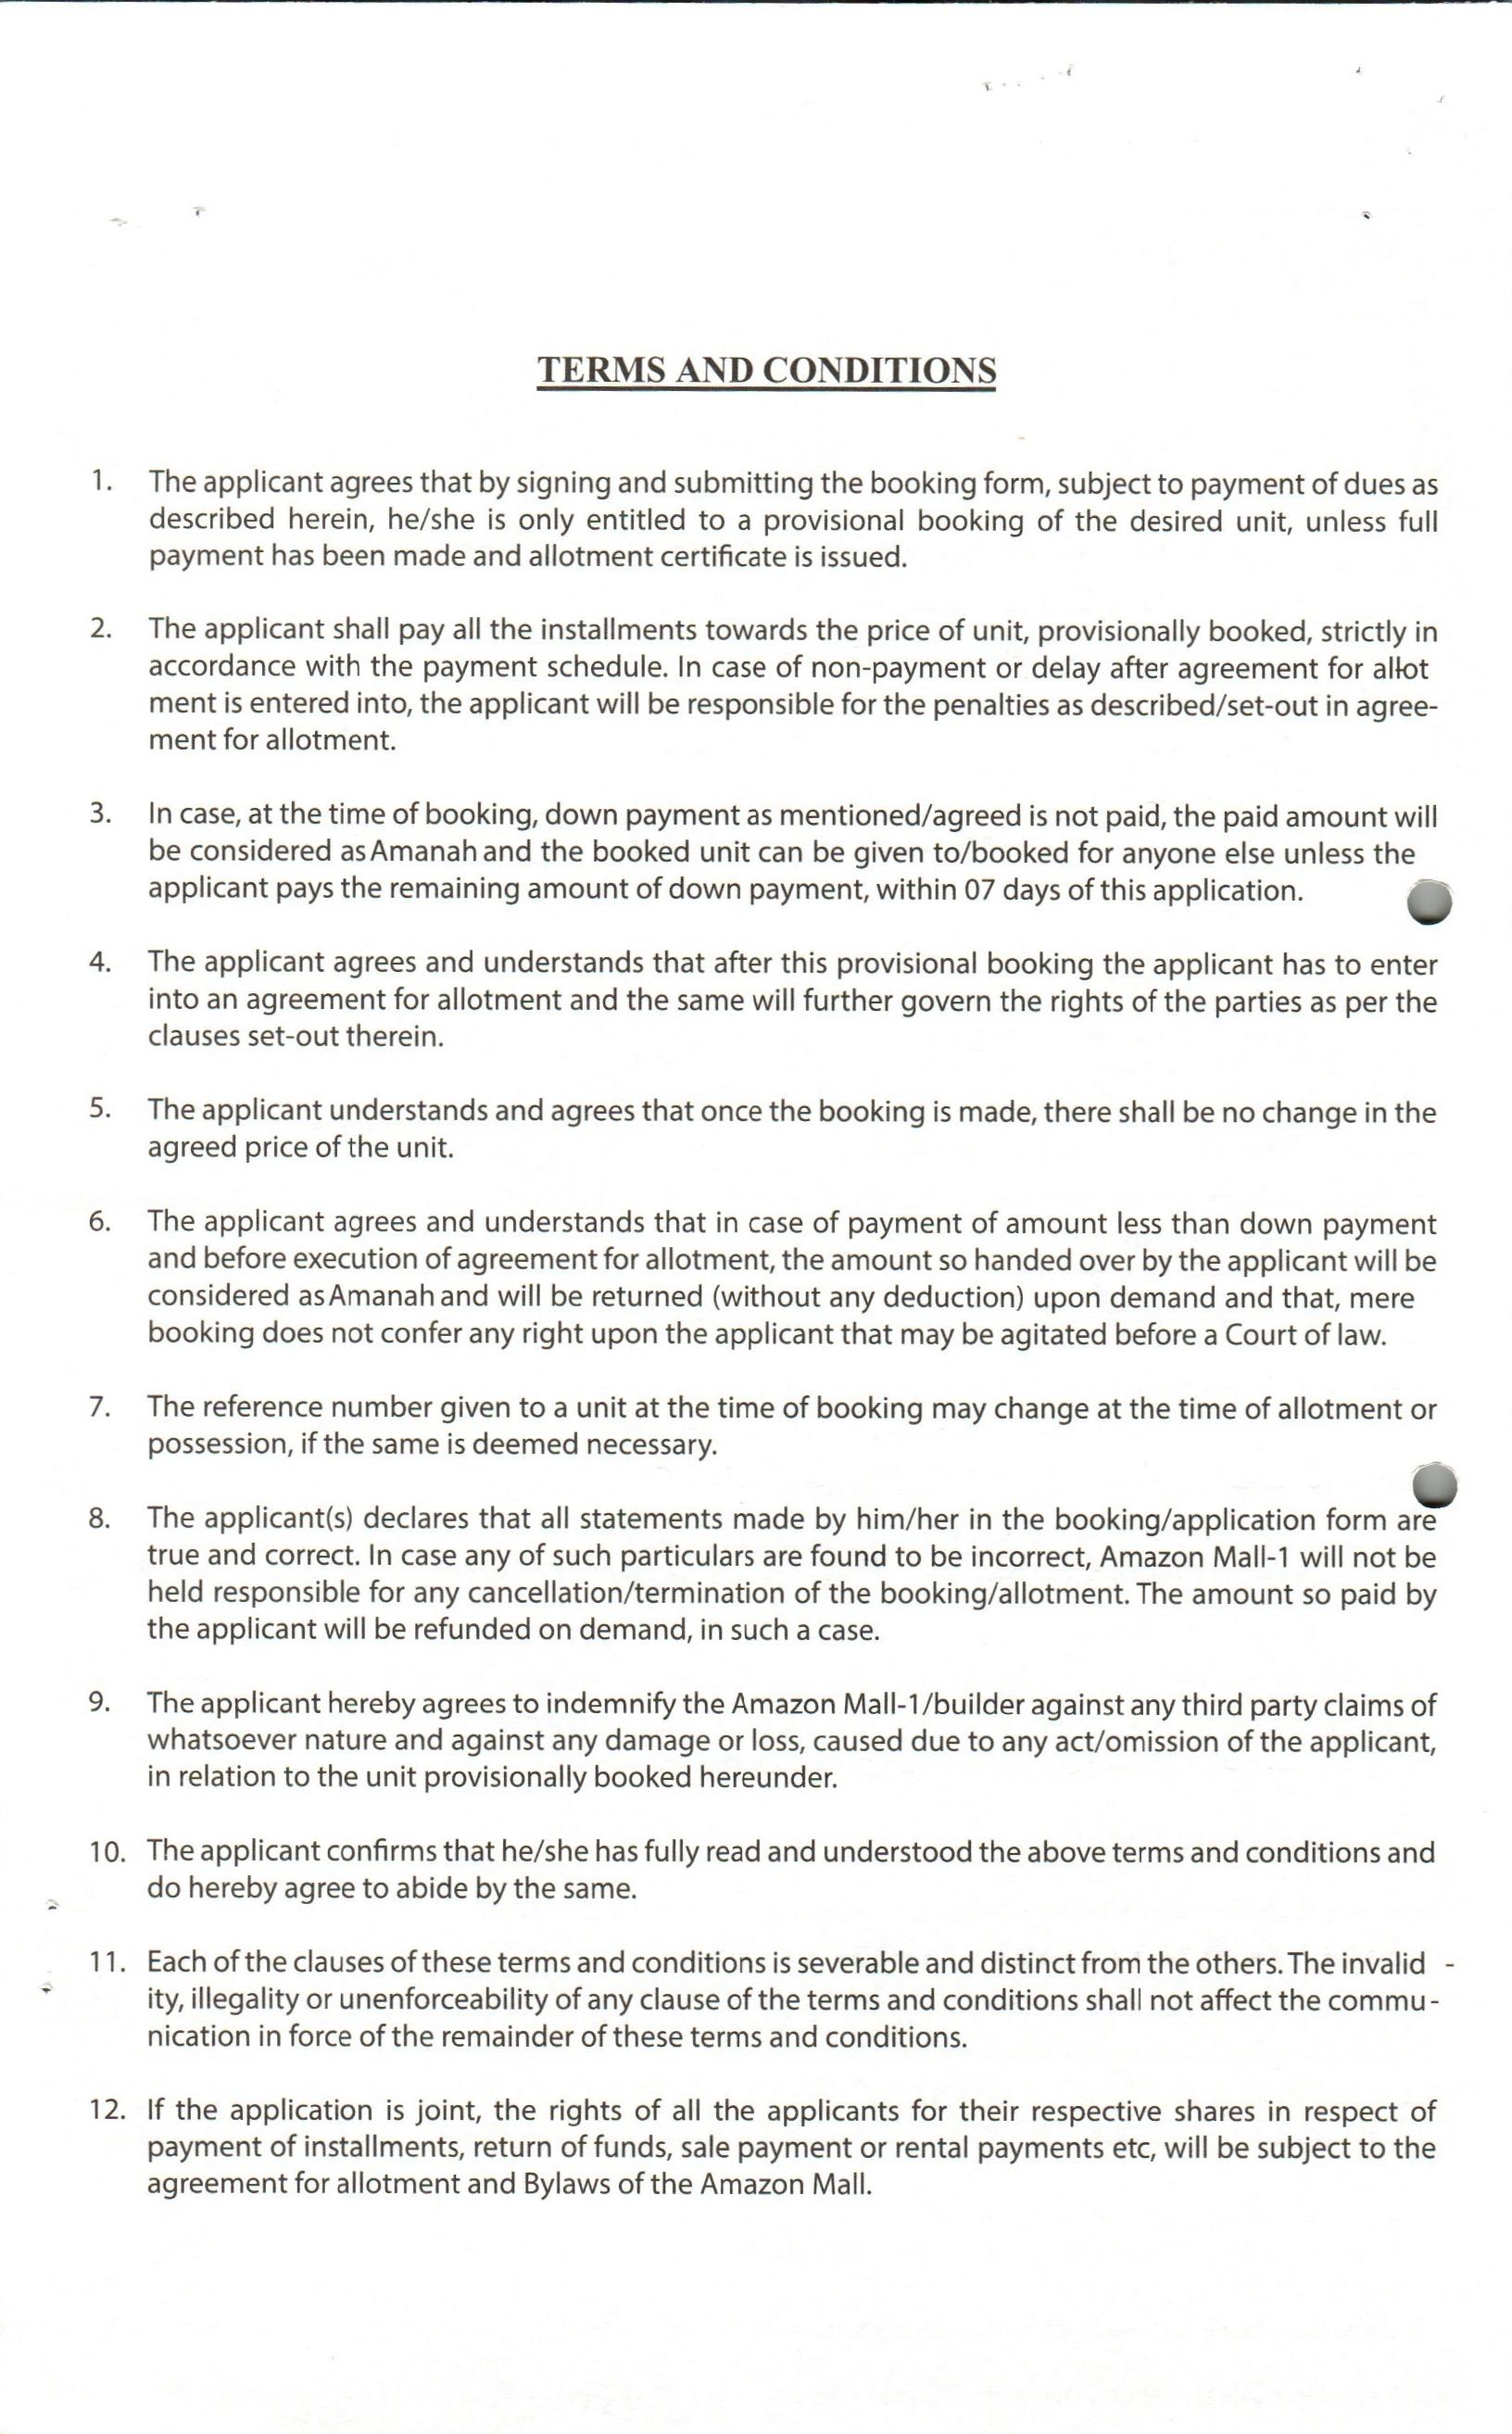 TERMS AND CONDITIONS
1. The applicant agrees that by signing and submitting the booking form, subject to payment of dues as
described herein, he/she is only entitled to a provisional booking of the desired unit, unless full
payment has been made and allotment certificate is issued.
2. The applicant shall pay all the installments towards the price of unit, provisionally booked, strictly in
accordance with the payment schedule. In case of non-payment or delay after agreement for allot
ment is entered into, the applicant will be responsible for the penalties as described/set-out in agree-
ment for allotment.
3. In case, at the time of booking, down payment as mentioned/agreed is not paid, the paid amount will
be considered as Amanah and the booked unit can be given to/booked for anyone else unless the
applicant pays the remaining amount of down payment, within 07 days of this application.
4. The applicant agrees and understands that after this provisional booking the applicant has to enter
into an agreement for allotment and the same will further govern the rights of the parties as per the
clauses set-out therein.
5. The applicant understands and agrees that once the booking is made, there shall be no change in the
agreed price of the unit.
6. The applicant agrees and understands that in case of payment of amount less than down payment
and before execution of agreement for allotment, the amount so handed over by the applicant will be
considered as Amanah and will be returned (without any deduction) upon demand and that, mere
booking does not confer any right upon the applicant that may be agitated before a Court of law.
7. The reference number given to a unit at the time of booking may change at the time of allotment or
possession, if the same is deemed necessary.
8. The applicant(s) declares that all statements made by him/her in the booking/application form are
true and correct. In case any of such particulars are found to be incorrect, Amazon Mall-1 will not be
held responsible for any cancellation/termination of the booking/allotment. The amount so paid by
the applicant will be refunded on demand, in such a case.
9. The applicant hereby agrees to indemnify the Amazon Mall-1/builder against any third party claims of
whatsoever nature and against any damage or loss, caused due to any act/omission of the applicant,
in relation to the unit provisionally booked hereunder.
10. The applicant confirms that he/she has fully read and understood the above terms and conditions and
do hereby agree to abide by the same.
11. Each of the clauses of these terms and conditions is severable and distinct from the others. The invalid -
ity, illegality or unenforceability of any clause of the terms and conditions shall not affect the commu-
nication in force of the remainder of these terms and conditions.
12. If the application is joint, the rights of all the applicants for their respective shares in respect of
payment of installments, return of funds, sale payment or rental payments etc, will be subject to the
agreement for allotment and Bylaws of the Amazon Mall.